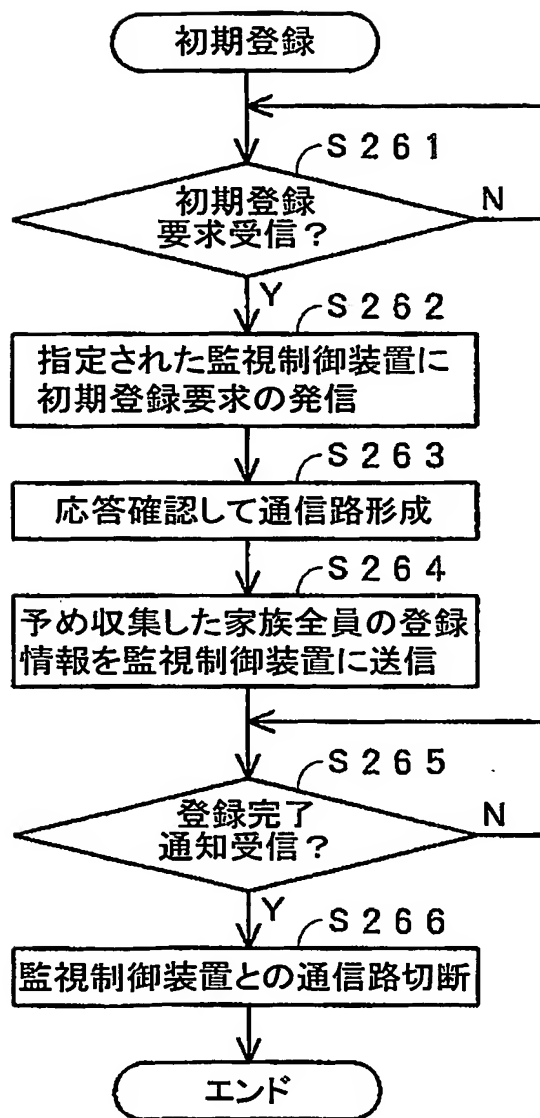 初期登録
S261
初期登録
要求受信？
N
Y
S262
指定された監視制御装置に
初期登録要求の発信
S263
応答確認して通信路形成
S264
予め収集した家族全員の登録
情報を監視制御装置に送信
S265
登録完了
通知受信？
N
Y
S266
監視制御装置との通信路切断
エンド